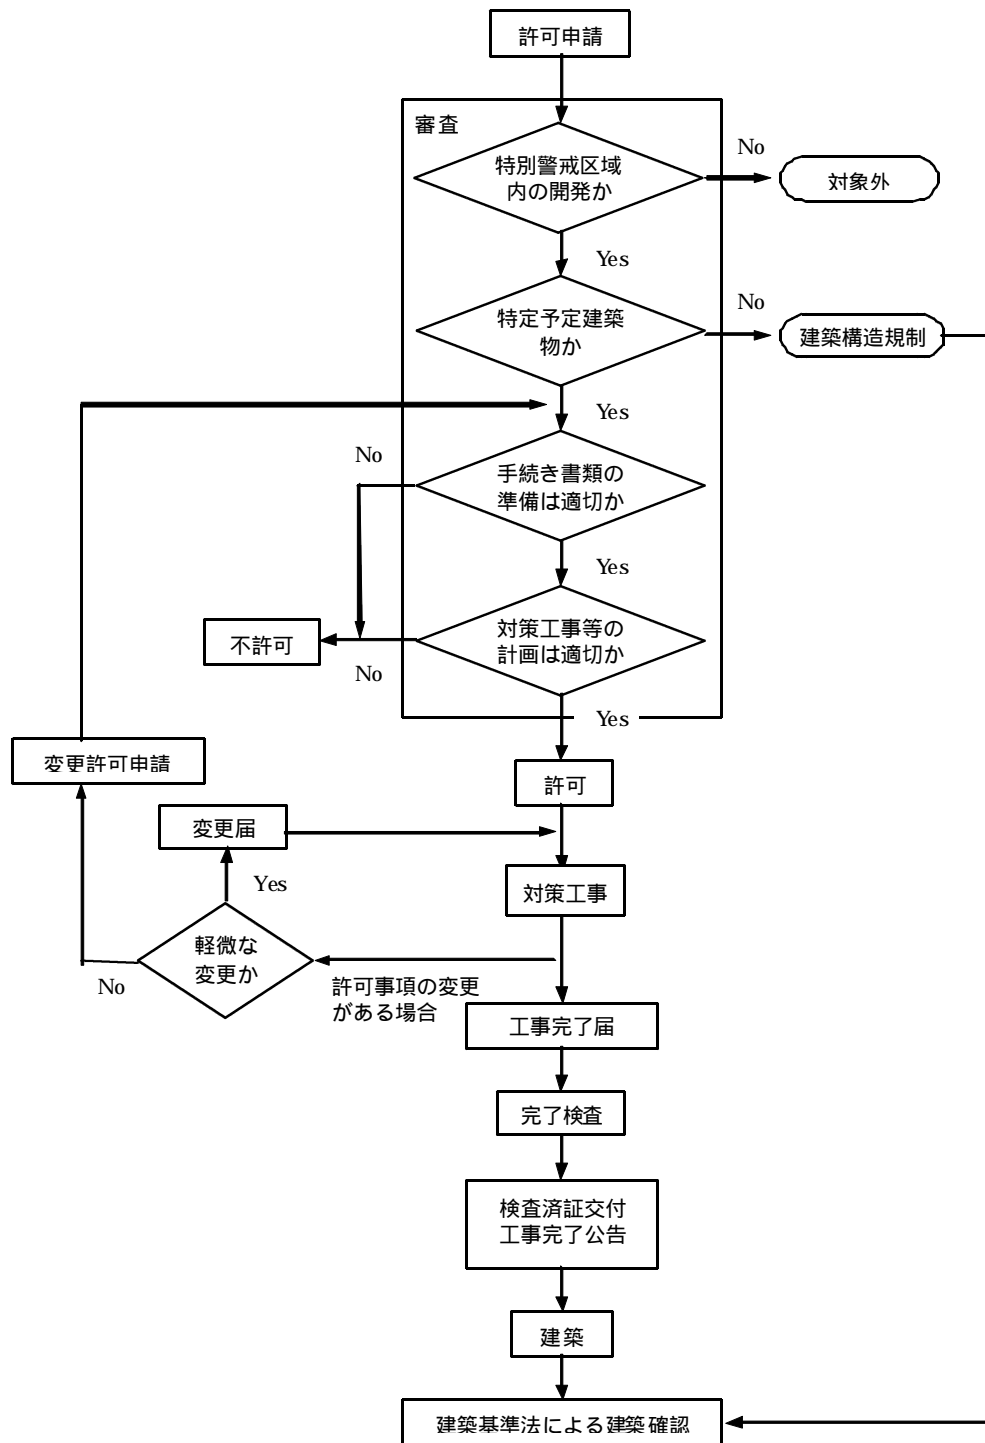 許可申請
審査
特別警戒区域
内の開発か
No
対象外
Yes
特定予定建築
物か
No
建築構造規制
Yes
手続き書類の
準備は適切か
No
Yes
対策工事等の
計画は適切か
不許可
No
Yes
変更許可申請
許可
変更届
Yes
対策工事
軽微な
変更か
No
許可事項の変更
がある場合
工事完了届
完了検査
検査済証交付
工事完了公告
建築
建築基準法による建築確認